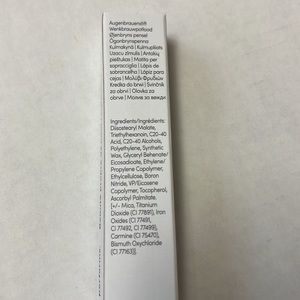 Augenbrauenstift
Wenkbrauwpotlood
Øjenbryns pensel
Ögonbrynspenna
Kulmakynä | Kulmupliiats
Uzacu zīmulis | Antakių
pieštukas | Matita per
sopracciglia | Lápis de
sobrancelha | Lápiz para
cejas | Μολύβι Φρυδιών
Kredka do brwi | Svinčnik
za obrvi | Olovka za
obrve | Молив за вежди
Ingredients/Ingrédients:
Diisostearyl Malate,
Triethylhexanoin, C20-40
Acid, C20-40 Alcohols,
Polyethylene, Synthetic
Wax, Glyceryl Behenate/
Eicosadioate, Ethylene/
Propylene Copolymer,
Ethylcellulose, Boron
Nitride, VP/Eicosene
Copolymer, Tocopherol,
Ascorbyl Palmitate.
[+/- Mica, Titanium
Dioxide (CI 77891), Iron
Oxides (CI 77491,
CI 77492, CI 77499),
Carmine (CI 75470),
Bismuth Oxychloride
(CI 77163)].